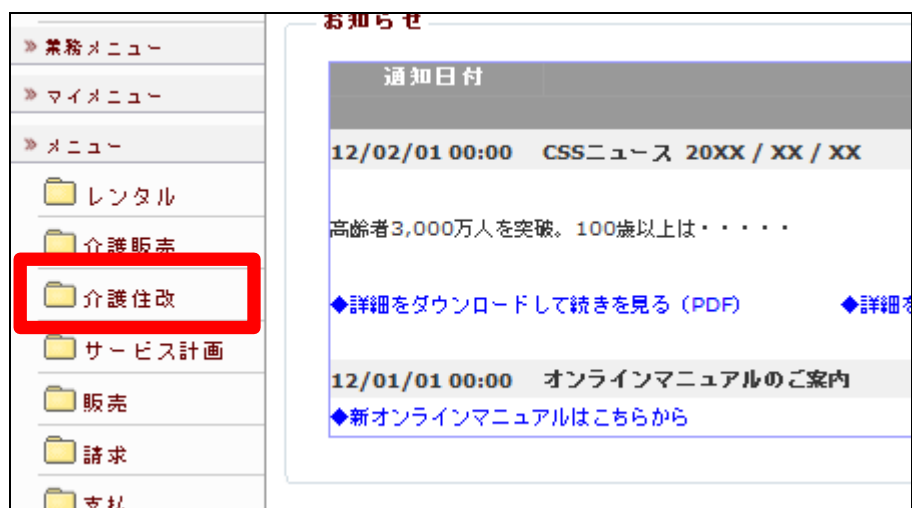 業務メニュー
マイメニュー
メニュー
レンタル
介護販売
介護住改
サービス計画
販売
請求
支払
お知らせ
通知日付
12/02/01 00:00 CSSニュース 20XX / XX / XX
高齢者3,000万人を突破。100歳以上は・・・・・
◆詳細をダウンロードして続きを見る（PDF） ◆詳細を
12/01/01 00:00 オンラインマニュアルのご案内
◆新オンラインマニュアルはこちらから